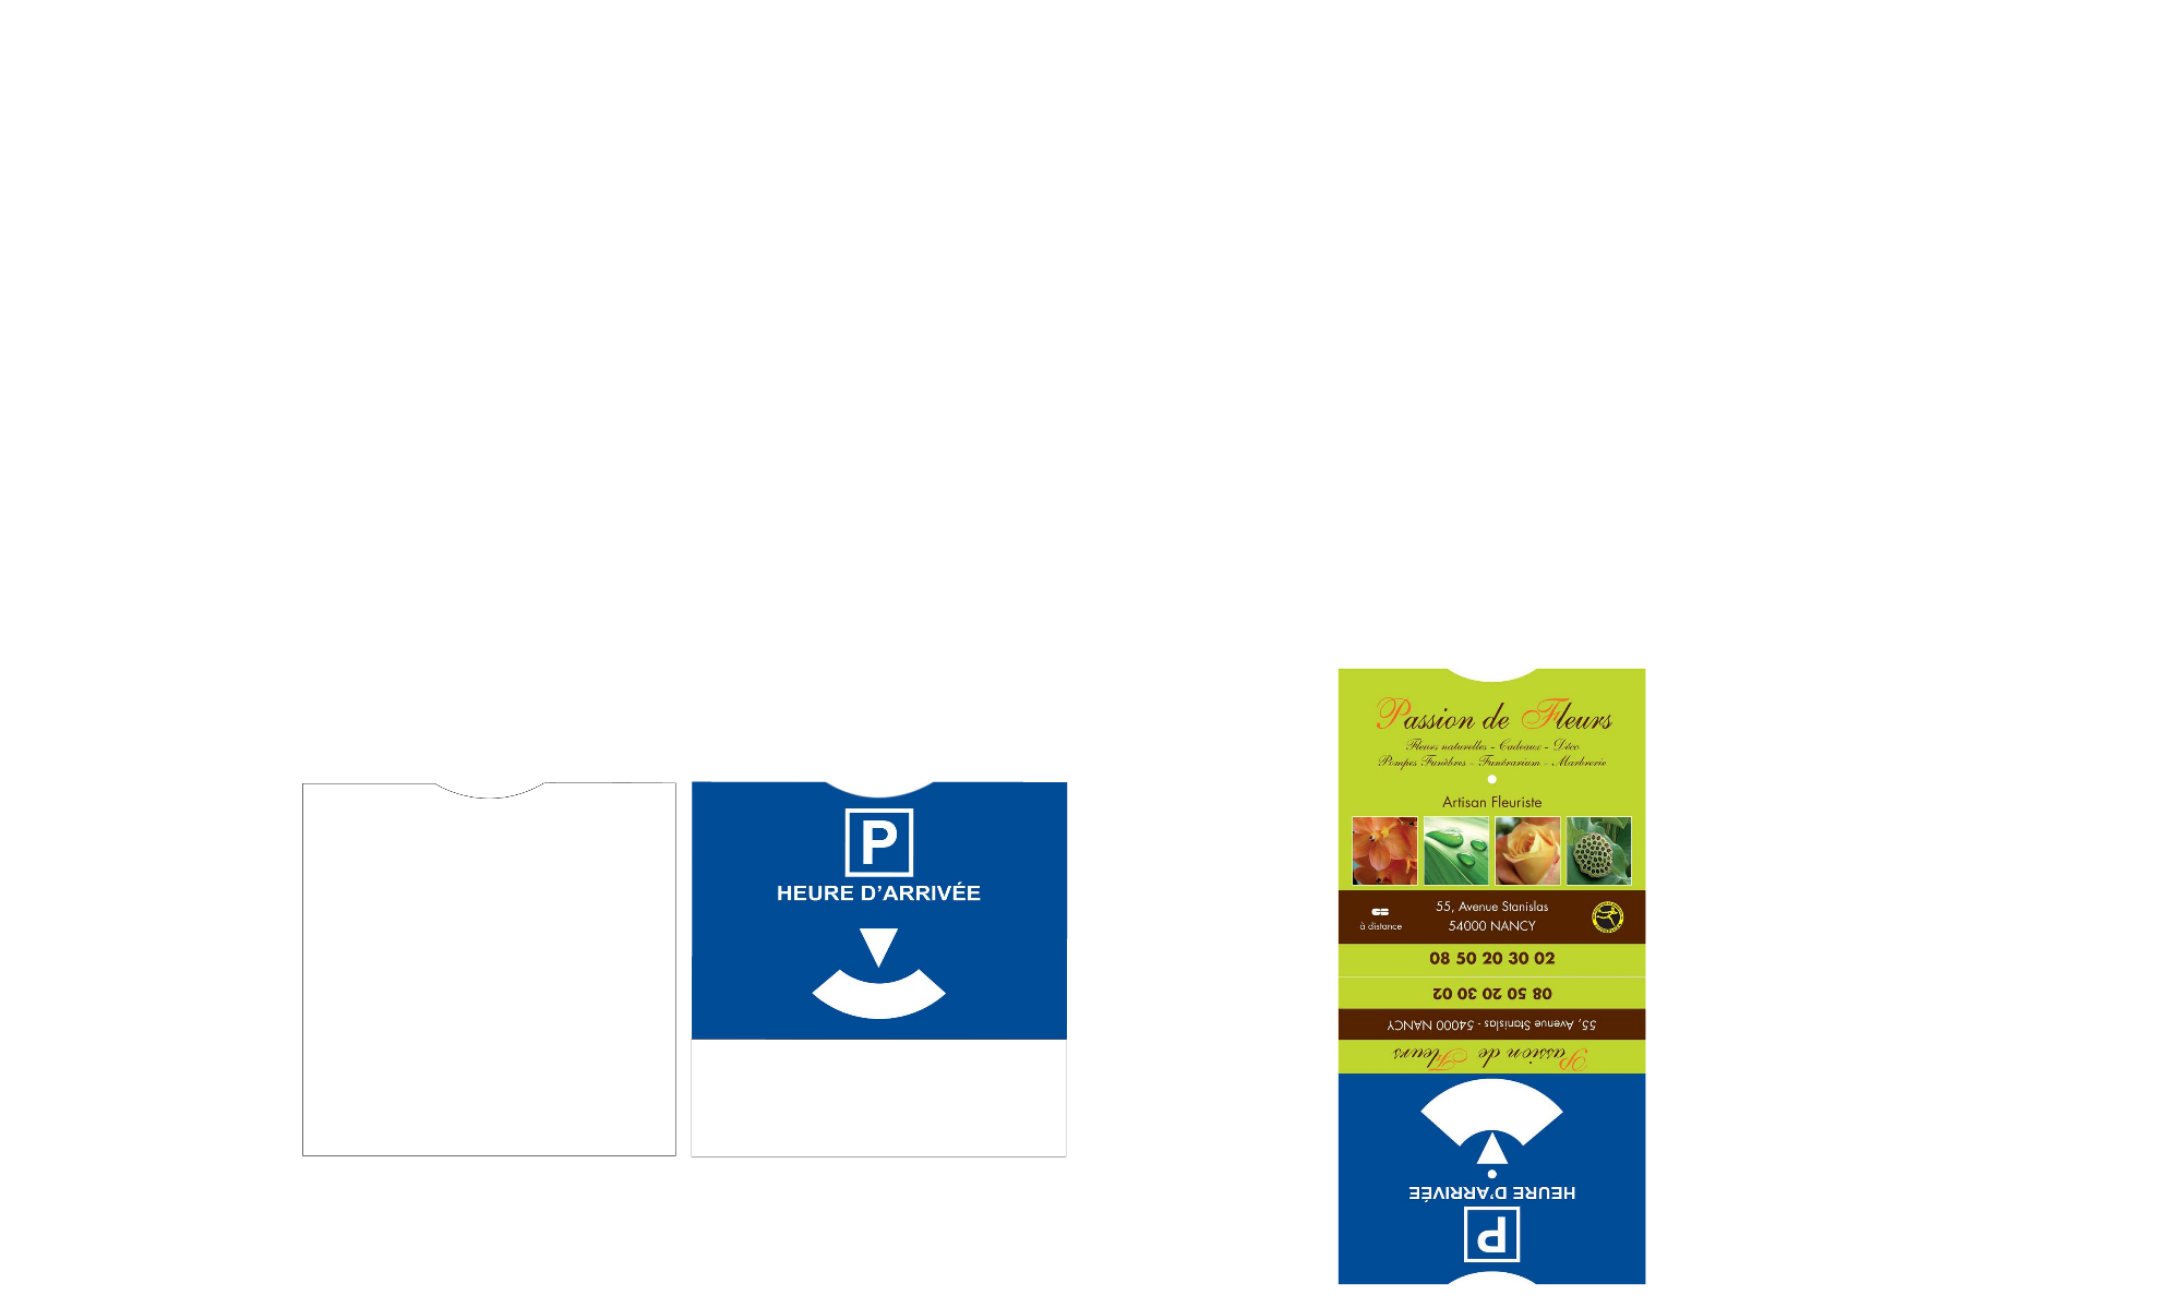 P
HEURE D'ARRIVÉE
Passion de Fleurs
Fleurs naturelles - Cadeaux - Déco
Pompes Funèbres - Funérarium - Marbrerie
Artisan Fleuriste
à distance
55, Avenue Stanislas
54000 NANCY
08 50 20 30 02
08 50 20 30 02
55, Avenue Stanislas - 54000 NANCY
Passion de Fleurs
HEURE D'ARRIVÉE
P